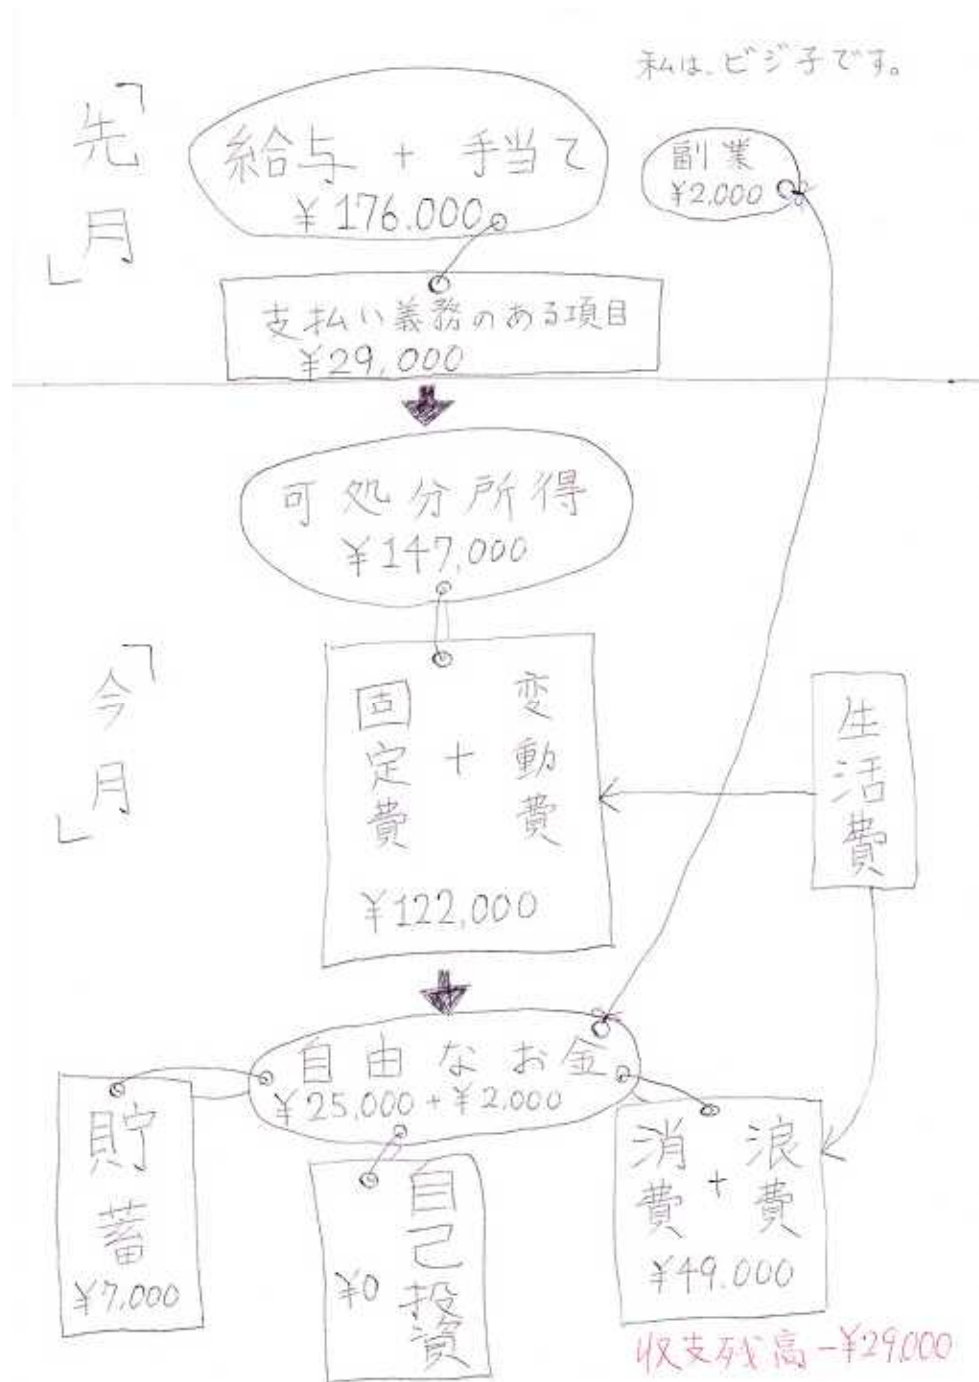 私は、ビジ子です。
「先月」
給与 + 手当て
¥176.000
副業
¥2.000
支払い義務のある項目
¥29,000
可処分所得
¥147,000
「今月」
固定費 + 変動費
¥122,000
生活費
自由なお金
¥25,000+¥2,000
貯蓄
¥7,000
自己投資
¥0
消費 + 浪費
¥49.000
収支残高 -¥29,000